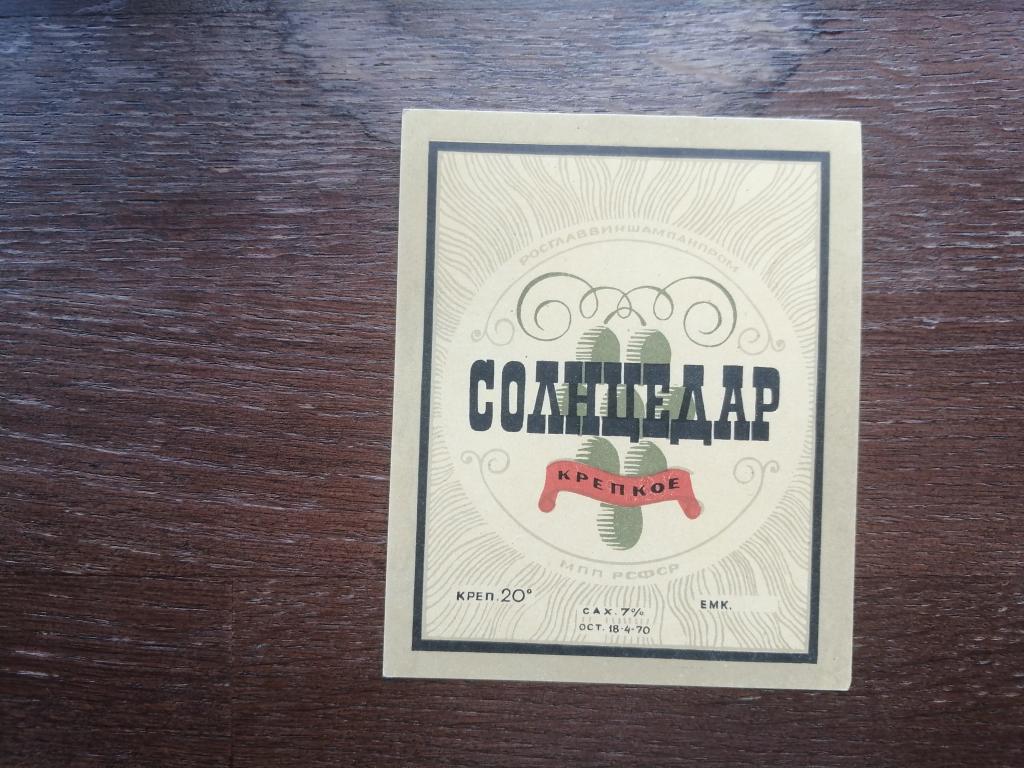 РОСГЛАВВИНШАМПАНПРОМ
СОЛНЦЕДАР
КРЕПКОЕ
МПП РСФСР
КРЕП. 20°
САХ. 7%
ОСТ. 18-4-70
ЕМК.